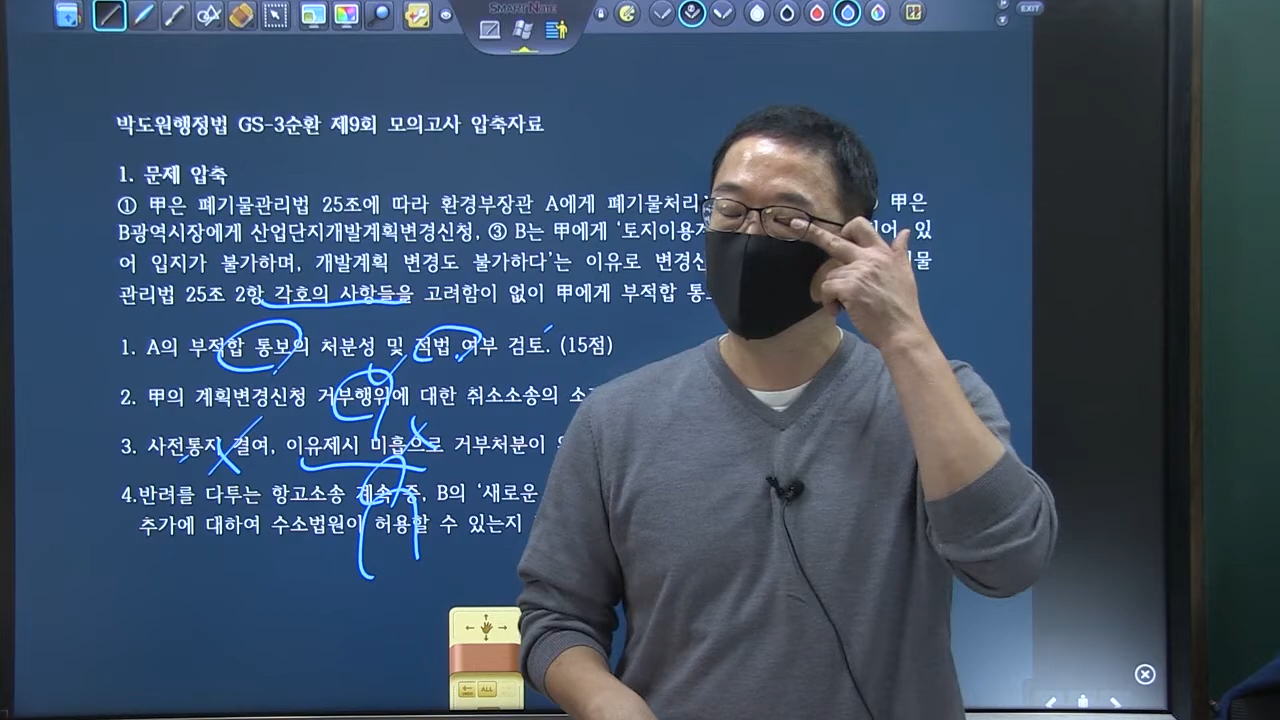 SMART NOTE
EXIT
박도원행정법 GS-3순환 제9회 모의고사 압축자료
1. 문제 압축
① 甲은 폐기물관리법 25조에 따라 환경부장관 A에게 폐기물처리 甲은
B광역시장에게 산업단지개발계획변경신청, ③ B는 甲에게 ‘토지이용 있
어 입지가 불가하며, 개발계획 변경도 불가하다’는 이유로 변경신 물
관리법 25조 2항 각호의 사항들을 고려함이 없이 甲에게 부적합 통
1. A의 부적합 통보의 처분성 및 적법 여부 검토. (15점)
2. 甲의 계획변경신청 거부행위에 대한 취소소송의 소
3. 사전통지 결여, 이유제시 미흡으로 거부처분이
4.반려를 다투는 항고소송 계속 중, B의 ‘새로운
추가에 대하여 수소법원이 허용할 수 있는지
ALL